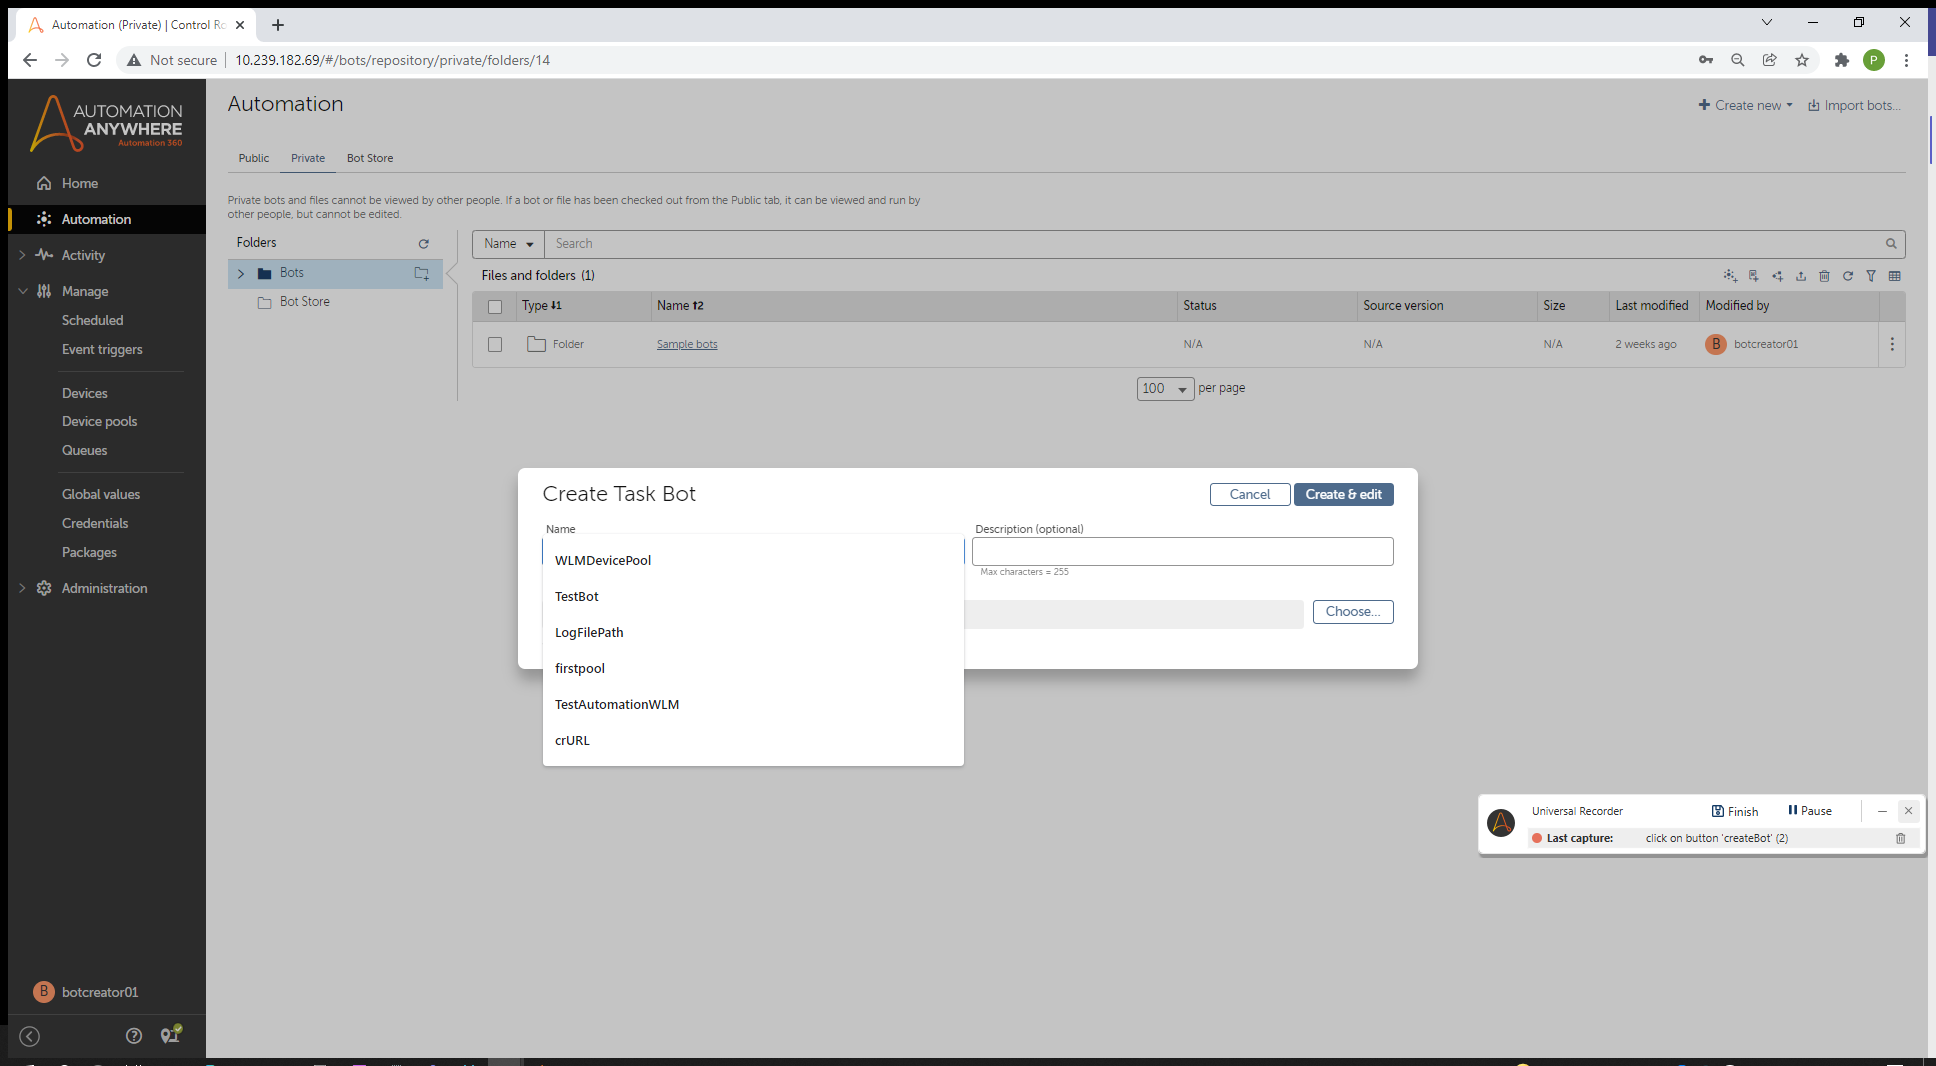 Automation (Private) | Control Ro
Not secure
10.239.182.69/#/bots/repository/private/folders/14
P
AUTOMATION
ANYWHERE
Automation 360
Home
Automation
Activity
Manage
Scheduled
Event triggers
Devices
Device pools
Queues
Global values
Credentials
Packages
Administration
B botcreator01
Automation
Create new
Import bots...
Public Private Bot Store
Private bots and files cannot be viewed by other people. If a bot or file has been checked out from the Public tab, it can be viewed and run by
other people, but cannot be edited.
Folders
Bots
Bot Store
Name Search
Files and folders (1)
Type Name Status Source version Size Last modified Modified by
Folder Sample bots N/A N/A N/A 2 weeks ago B botcreator01
100 per page
Create Task Bot
Cancel
Create & edit
Name
Description (optional)
Max characters = 255
Choose...
WLMDevicePool
TestBot
LogFilePath
firstpool
TestAutomationWLM
crURL
Universal Recorder
Finish
Pause
Last capture: click on button 'createBot' (2)